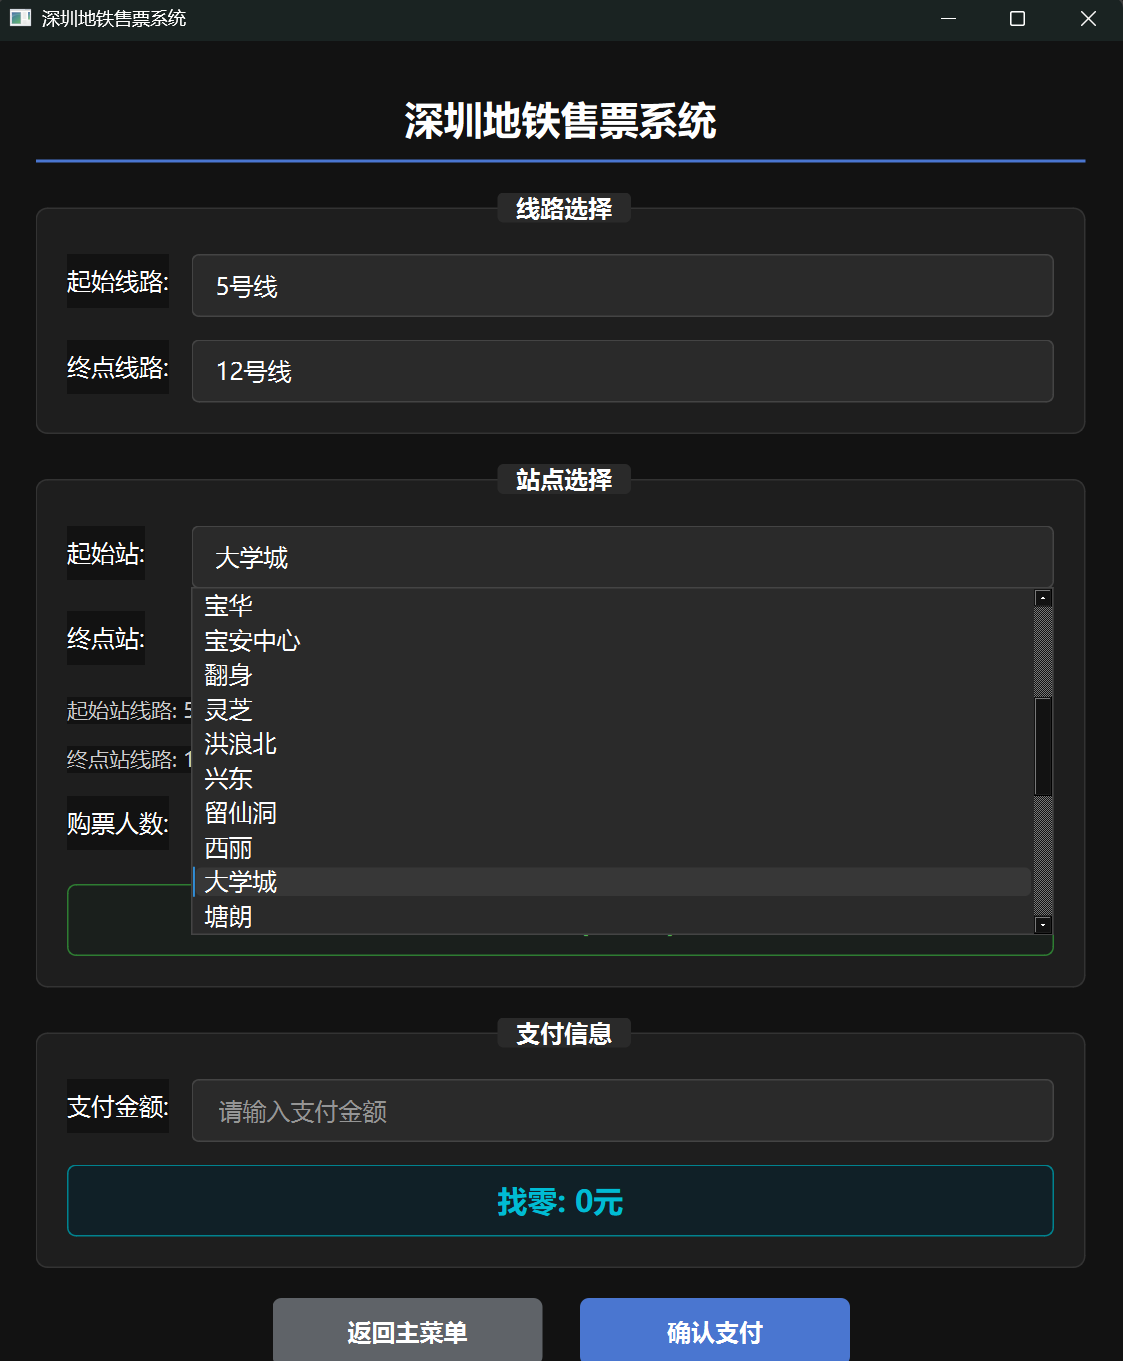 深圳地铁售票系统
深圳地铁售票系统
线路选择
起始线路: 5号线
终点线路: 12号线
站点选择
起始站: 大学城
宝华
宝安中心
终点站:
翻身
起始站线路: 5
灵芝
洪浪北
终点站线路: 1
兴东
留仙洞
购票人数:
西丽
大学城
塘朗
支付信息
支付金额: 请输入支付金额
找零: 0元
返回主菜单 确认支付